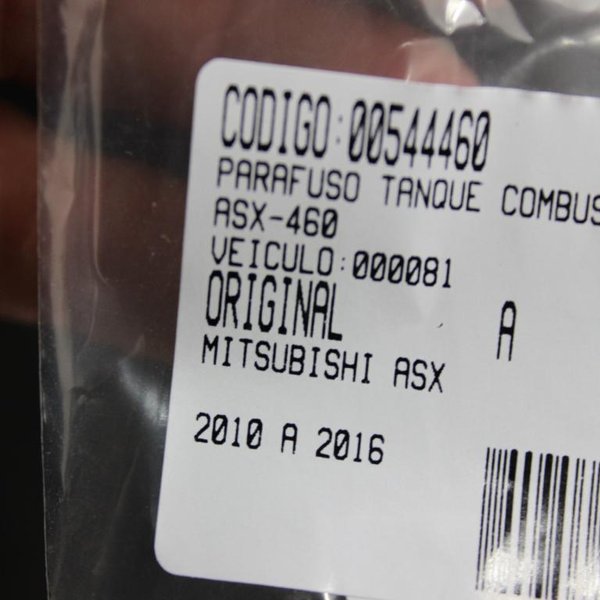 CODIGO:00544460
PARAFUSO TANQUE COMBUS
ASX-460
VEICULO:000081
ORIGINAL A
MITSUBISHI ASX
2010 A 2016